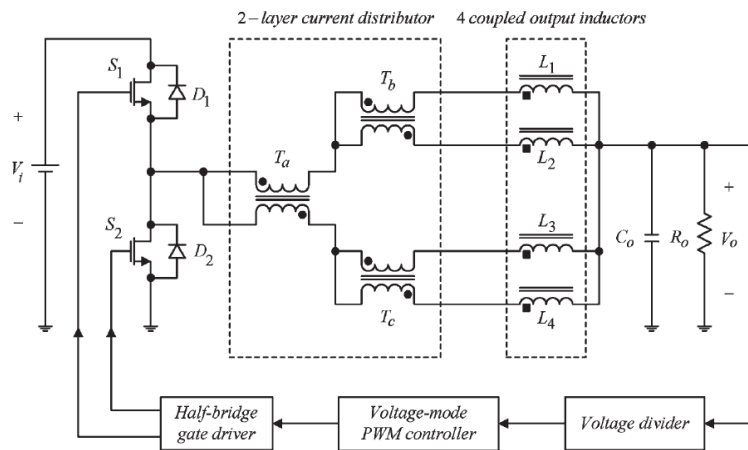 2-layer current distributor
4 coupled output inductors
S1
D1
Ta
Tb
L1
L2
+
Vi
−
S2
D2
Tc
L3
L4
Co
Ro
+
Vo
−
Half-bridge
gate driver
Voltage-mode
PWM controller
Voltage divider